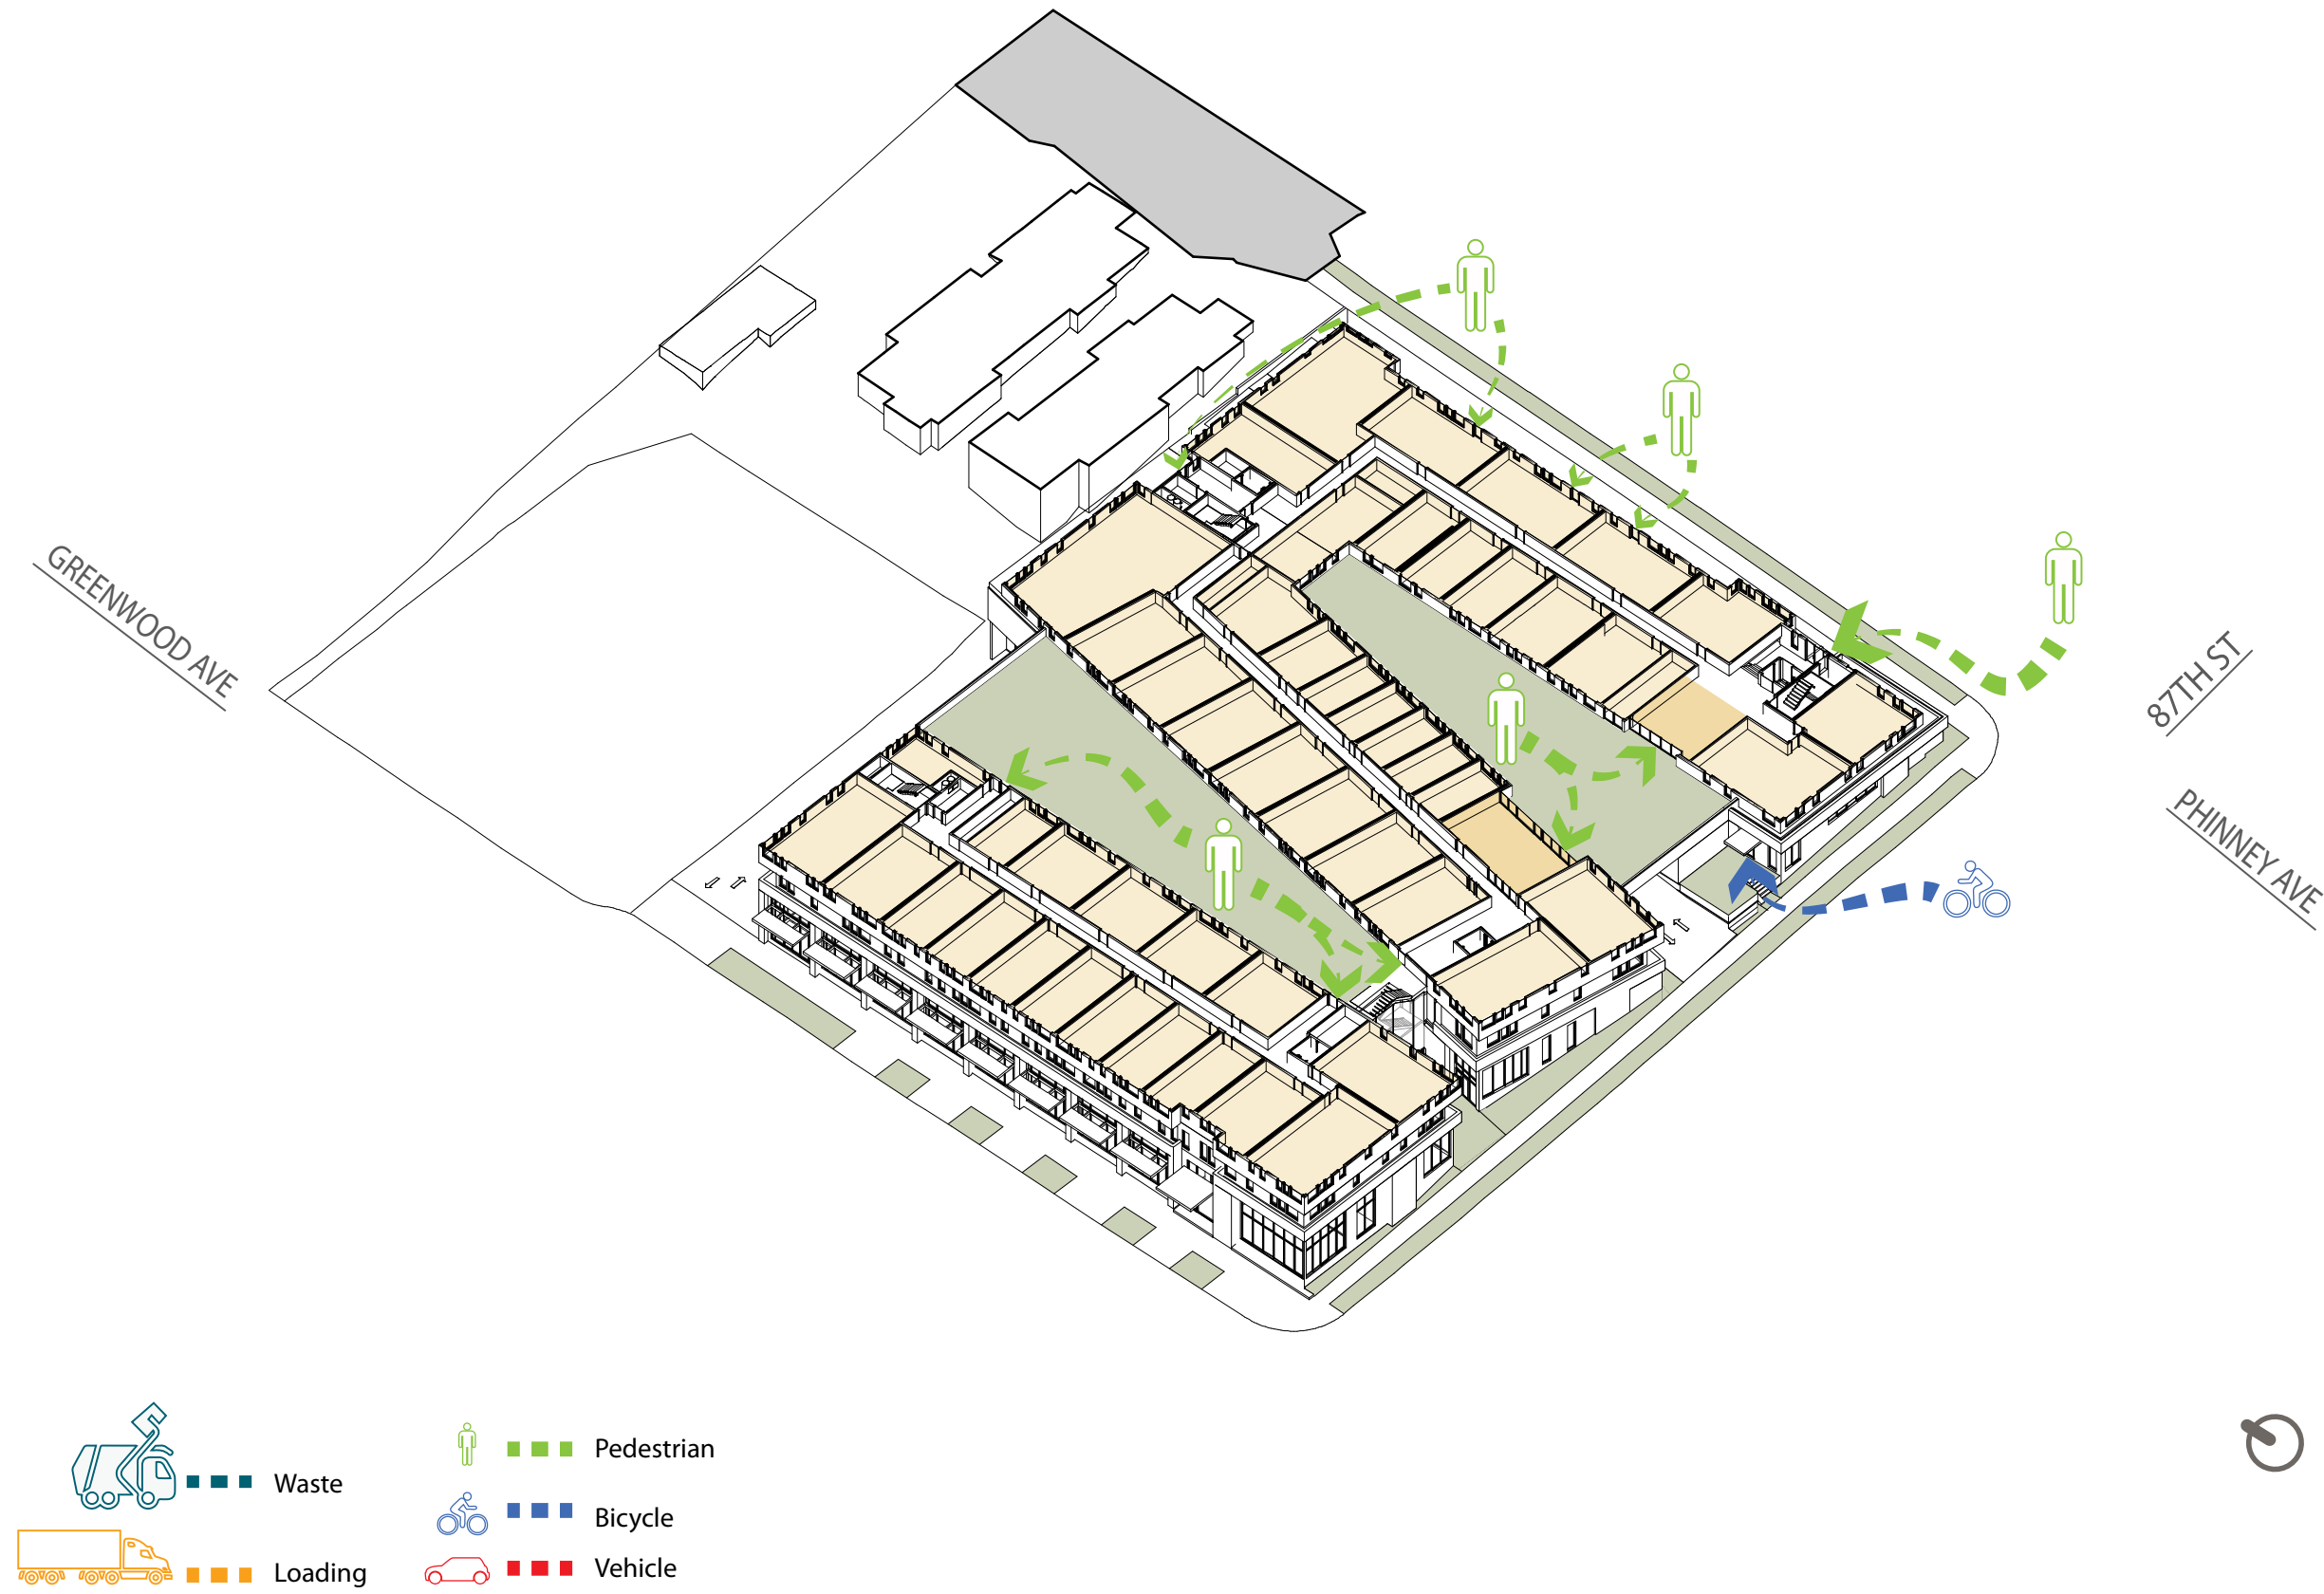 GREENWOOD AVE
87TH ST
PHINNEY AVE
Waste
Loading
Pedestrian
Bicycle
Vehicle